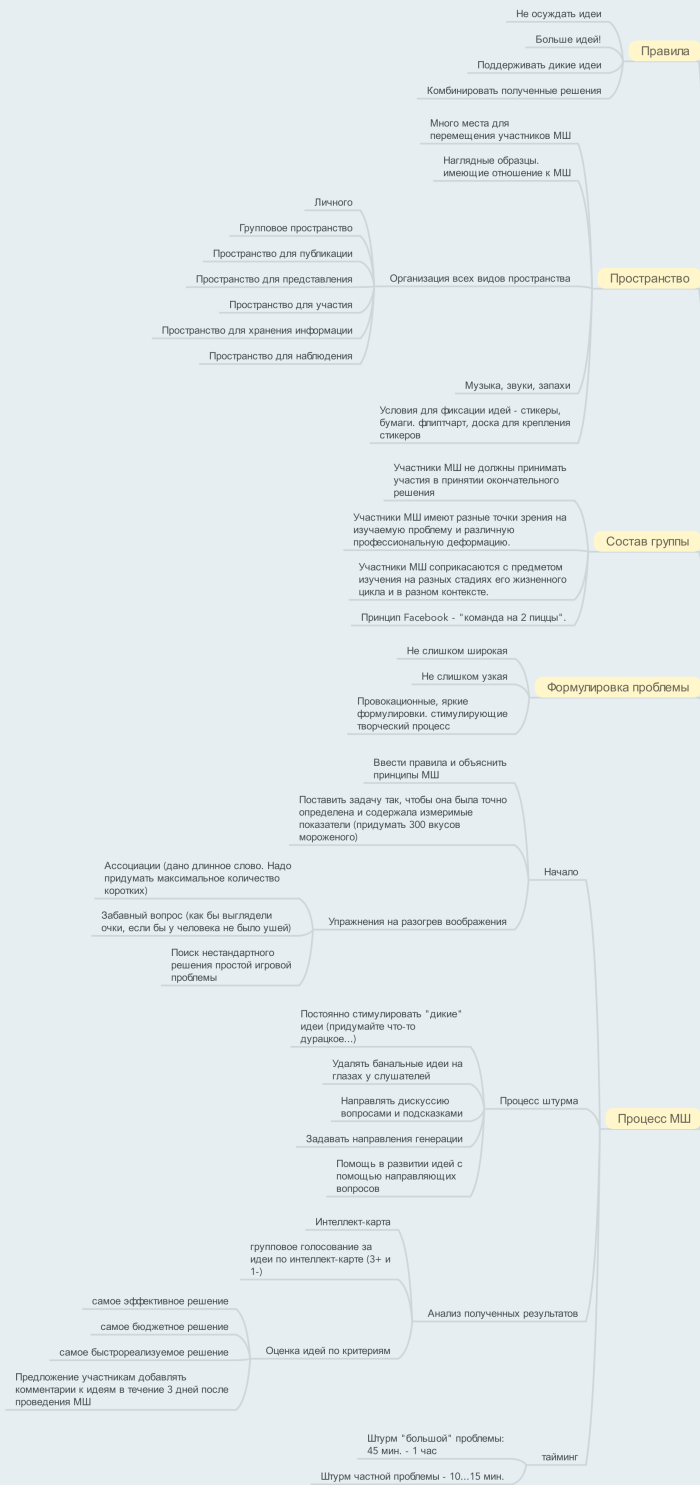 Не осуждать идеи
Больше идей!
Поддерживать дикие идеи
Комбинировать полученные решения
Правила
Много места для
перемещения участников МШ
Наглядные образцы.
имеющие отношение к МШ
Личного
Групповое пространство
Пространство для публикации
Пространство для представления
Пространство для участия
Пространство для хранения информации
Пространство для наблюдения
Организация всех видов пространства
Музыка, звуки, запахи
Условия для фиксации идей - стикеры,
бумаги. флиптчарт, доска для крепления
стикеров
Пространство
Участники МШ не должны принимать
участия в принятии окончательного
решения
Участники МШ имеют разные точки зрения на
изучаемую проблему и различную
профессиональную деформацию.
Участники МШ соприкасаются с предметом
изучения на разных стадиях его жизненного
цикла и в разном контексте.
Принцип Facebook - "команда на 2 пиццы".
Состав группы
Не слишком широкая
Не слишком узкая
Провокационные, яркие
формулировки. стимулирующие
творческий процесс
Формулировка проблемы
Ввести правила и объяснить
принципы МШ
Поставить задачу так, чтобы она была точно
определена и содержала измеримые
показатели (придумать 300 вкусов
мороженого)
Ассоциации (дано длинное слово. Надо
придумать максимальное количество
коротких)
Забавный вопрос (как бы выглядели
очки, если бы у человека не было ушей)
Поиск нестандартного
решения простой игровой
проблемы
Упражнения на разогрев воображения
Начало
Постоянно стимулировать "дикие"
идеи (придумайте что-то
дурацкое...)
Удалять банальные идеи на
глазах у слушателей
Направлять дискуссию
вопросами и подсказками
Задавать направления генерации
Помощь в развитии идей с
помощью направляющих
вопросов
Процесс штурма
Процесс МШ
Интеллект-карта
групповое голосование за
идеи по интеллект-карте (3+ и
1-)
самое эффективное решение
самое бюджетное решение
самое быстрореализуемое решение
Предложение участникам добавлять
комментарии к идеям в течение 3 дней после
проведения МШ
Оценка идей по критериям
Анализ полученных результатов
Штурм "большой" проблемы:
45 мин. - 1 час
Штурм частной проблемы - 10...15 мин.
тайминг